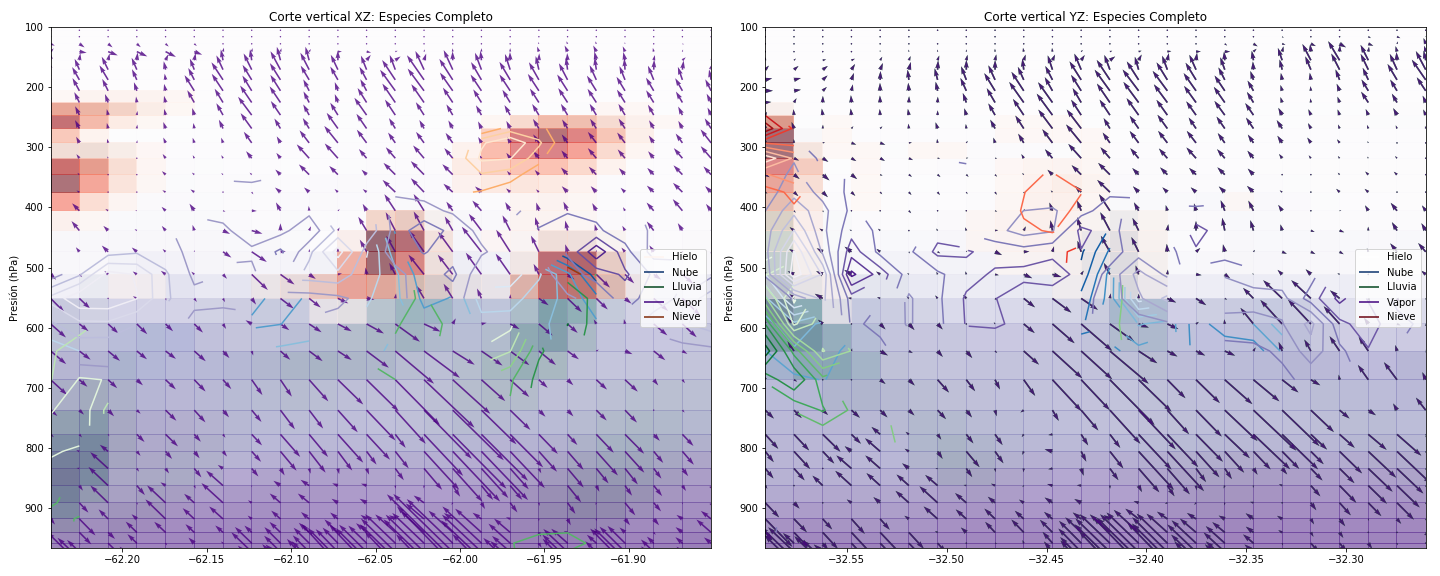 Corte vertical XZ: Especies Completo
Presión (hPa)
100
200
300
400
500
600
700
800
900
−62.20
−62.15
−62.10
−62.05
−62.00
−61.95
−61.90
Hielo
Nube
Lluvia
Vapor
Nieve
Corte vertical YZ: Especies Completo
Presión (hPa)
100
200
300
400
500
600
700
800
900
−32.55
−32.50
−32.45
−32.40
−32.35
−32.30
Hielo
Nube
Lluvia
Vapor
Nieve